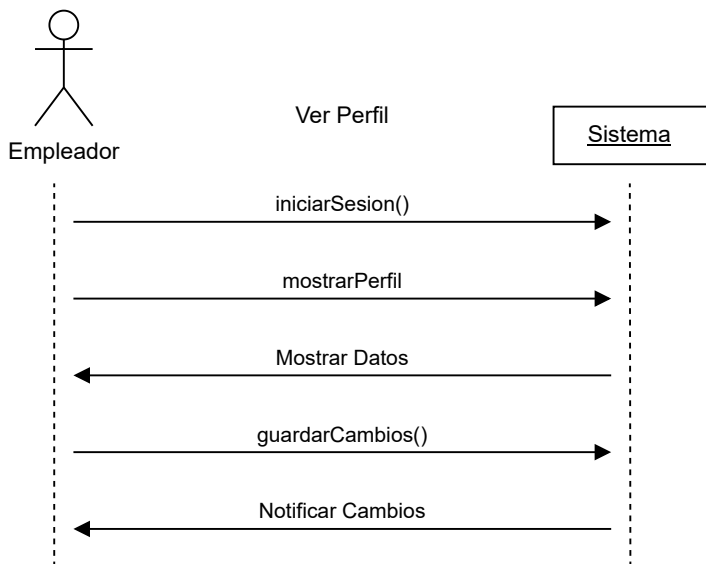 Ver Perfil
Empleador
Sistema
iniciarSesion()
mostrarPerfil
Mostrar Datos
guardarCambios()
Notificar Cambios